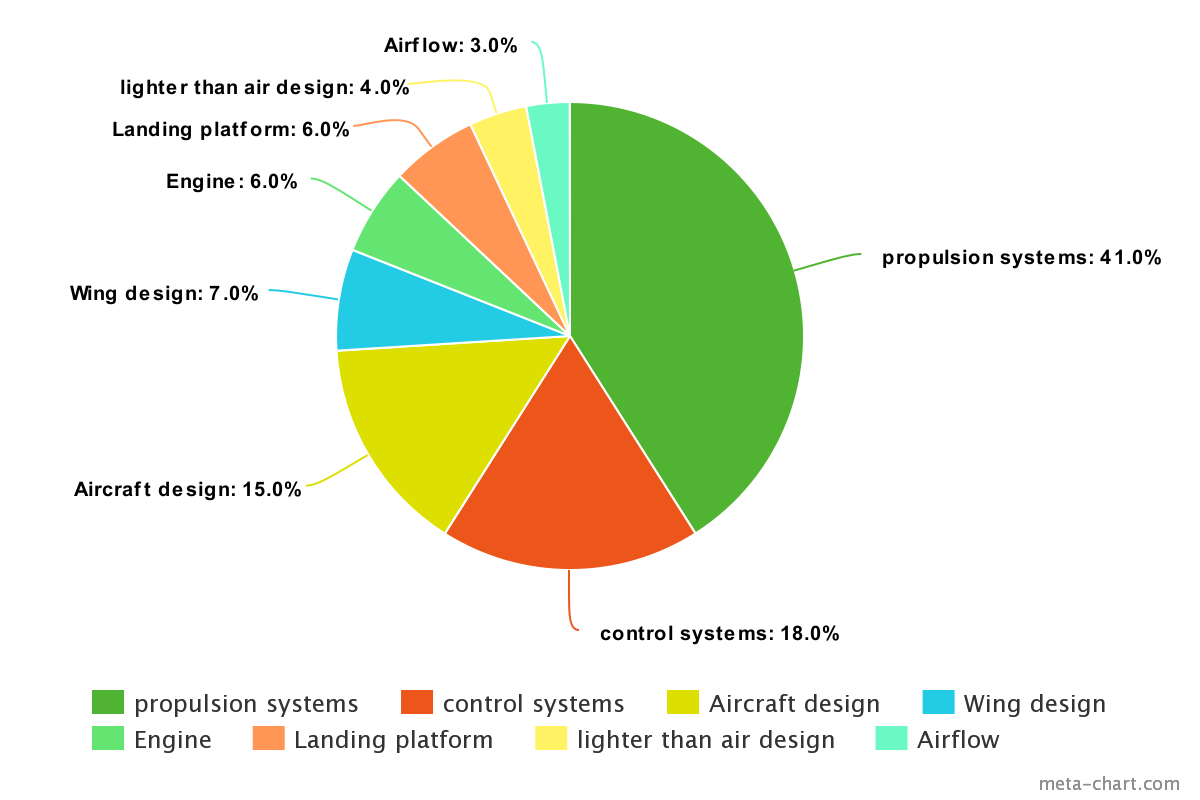 Airflow: 3.0%
lighter than air design: 4.0%
Landing platform: 6.0%
Engine: 6.0%
propulsion systems: 41.0%
Wing design: 7.0%
Aircraft design: 15.0%
control systems: 18.0%
propulsion systems control systems Aircraft design Wing design
Engine Landing platform lighter than air design Airflow
meta-chart.com